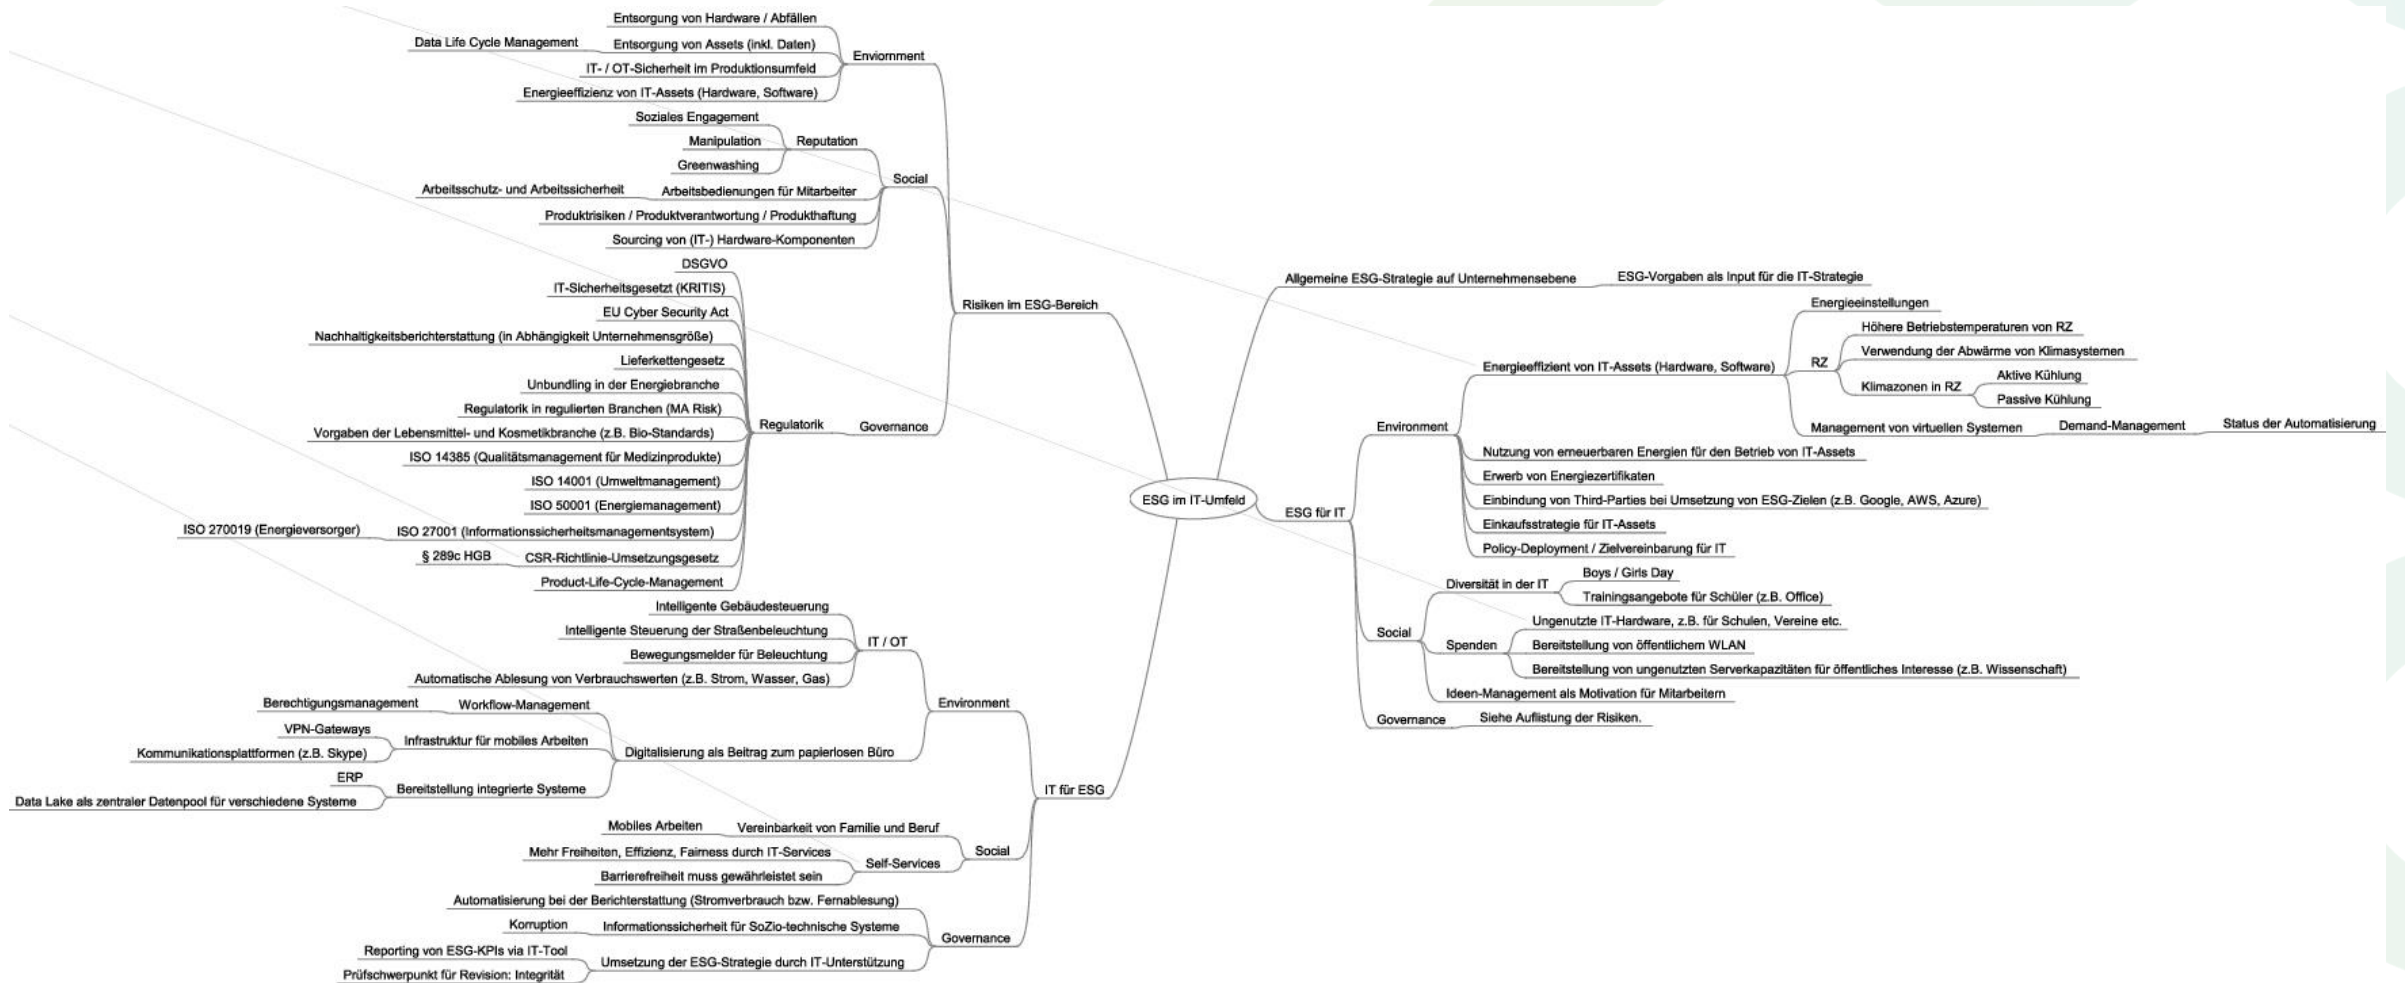 Entsorgung von Hardware / Abfällen
Data Life Cycle Management
Entsorgung von Assets (inkl. Daten)
Enviornment
IT- / OT-Sicherheit im Produktionsumfeld
Energieeffizienz von IT-Assets (Hardware, Software)
Soziales Engagement
Manipulation
Reputation
Greenwashing
Social
Arbeitsschutz- und Arbeitssicherheit
Arbeitsbedienungen für Mitarbeiter
Produktrisiken / Produktverantwortung / Produkthaftung
Sourcing von (IT-) Hardware-Komponenten
DSGVO
IT-Sicherheitsgesetzt (KRITIS)
Risiken im ESG-Bereich
EU Cyber Security Act
Nachhaltigkeitsberichterstattung (in Abhängigkeit Unternehmensgröße)
Lieferkettengesetz
Unbundling in der Energiebranche
Regulatorik in regulierten Branchen (MA Risk)
Regulatorik
Governance
Vorgaben der Lebensmittel- und Kosmetikbranche (z.B. Bio-Standards)
ISO 14385 (Qualitätsmanagement für Medizinprodukte)
ISO 14001 (Umweltmanagement)
ISO 50001 (Energiemanagement)
ISO 270019 (Energieversorger)
ISO 27001 (Informationssicherheitsmanagementsystem)
§ 289c HGB
CSR-Richtlinie-Umsetzungsgesetz
Product-Life-Cycle-Management
Intelligente Gebäudesteuerung
Intelligente Steuerung der Straßenbeleuchtung
IT / OT
Bewegungsmelder für Beleuchtung
Automatische Ablesung von Verbrauchswerten (z.B. Strom, Wasser, Gas)
Berechtigungsmanagement
Workflow-Management
Environment
VPN-Gateways
Infrastruktur für mobiles Arbeiten
Kommunikationsplattformen (z.B. Skype)
Digitalisierung als Beitrag zum papierlosen Büro
ERP
Bereitstellung integrierte Systeme
Data Lake als zentraler Datenpool für verschiedene Systeme
IT für ESG
Mobiles Arbeiten
Vereinbarkeit von Familie und Beruf
Mehr Freiheiten, Effizienz, Fairness durch IT-Services
Self-Services
Social
Barrierefreiheit muss gewährleistet sein
Automatisierung bei der Berichterstattung (Stromverbrauch bzw. Fernablesung)
Korruption
Informationssicherheit für SoZio-technische Systeme
Governance
Reporting von ESG-KPIs via IT-Tool
Umsetzung der ESG-Strategie durch IT-Unterstützung
Prüfschwerpunkt für Revision: Integrität
ESG im IT-Umfeld
Allgemeine ESG-Strategie auf Unternehmensebene
ESG-Vorgaben als Input für die IT-Strategie
Energieeinstellungen
Höhere Betriebstemperaturen von RZ
Verwendung der Abwärme von Klimasystemen
Energieeffizient von IT-Assets (Hardware, Software)
RZ
Klimazonen in RZ
Aktive Kühlung
Passive Kühlung
Environment
Management von virtuellen Systemen
Demand-Management
Status der Automatisierung
Nutzung von erneuerbaren Energien für den Betrieb von IT-Assets
Erwerb von Energiezertifikaten
Einbindung von Third-Parties bei Umsetzung von ESG-Zielen (z.B. Google, AWS, Azure)
ESG für IT
Einkaufsstrategie für IT-Assets
Policy-Deployment / Zielvereinbarung für IT
Diversität in der IT
Boys / Girls Day
Trainingsangebote für Schüler (z.B. Office)
Social
Ungenutzte IT-Hardware, z.B. für Schulen, Vereine etc.
Spenden
Bereitstellung von öffentlichem WLAN
Bereitstellung von ungenutzten Serverkapazitäten für öffentliches Interesse (z.B. Wissenschaft)
Ideen-Management als Motivation für Mitarbeitern
Governance
Siehe Auflistung der Risiken.